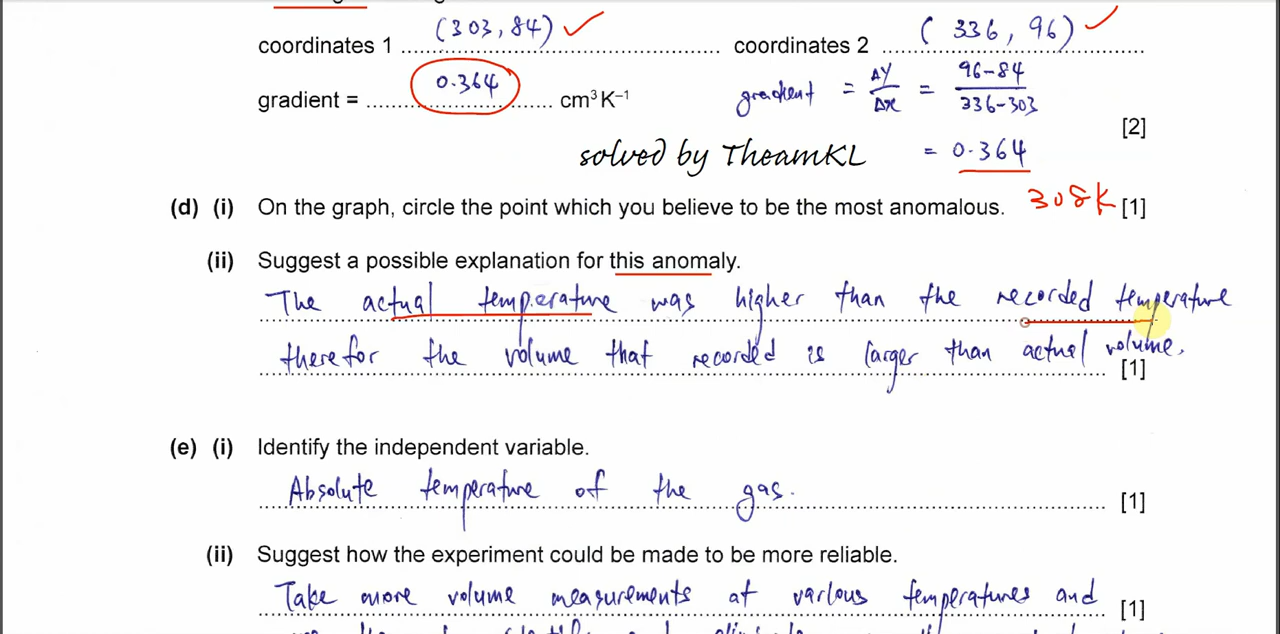 coordinates 1 (303, 84) ✓ coordinates 2 (336, 96) ✓
gradient = 0.364 cm³ K⁻¹ gradient = ΔY/Δx = 96-84/336-303
[2]
solved by TheamKL = 0.364
(d) (i) On the graph, circle the point which you believe to be the most anomalous. 308K [1]
(ii) Suggest a possible explanation for this anomaly.
The actual temperature was higher than the recorded temperature
therefor the volume that recorded is larger than actual volume.
[1]
(e) (i) Identify the independent variable.
Absolute temperature of the gas.
[1]
(ii) Suggest how the experiment could be made to be more reliable.
Take more volume measurements at various temperatures and
[1]